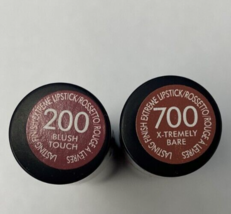 LASTING FINISH EXTREME LIPSTICK/ROSSETTO/ROUGE A LEVRES
200
BLUSH
TOUCH
LASTING FINISH EXTREME LIPSTICK/ROSSETTO/ROUGE A LEVRES
700
X-TREMELY
BARE